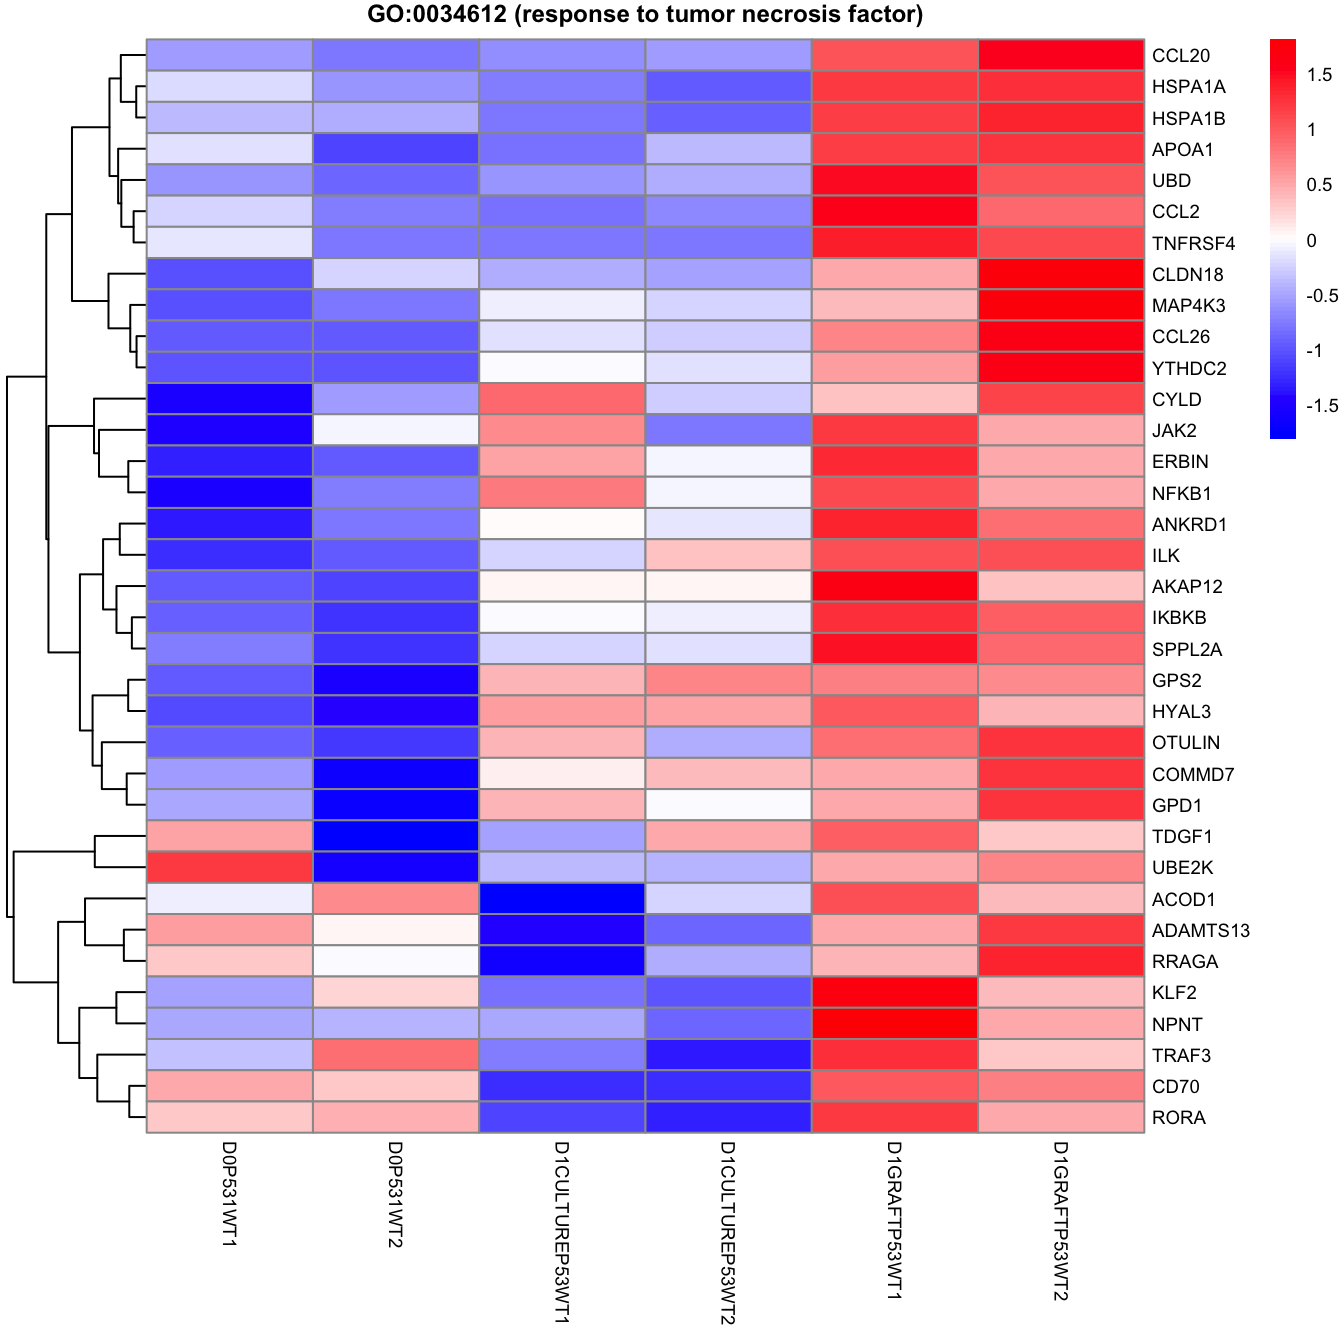 GO:0034612 (response to tumor necrosis factor)
CCL20
HSPA1A
HSPA1B
APOA1
UBD
CCL2
TNFRSF4
CLDN18
MAP4K3
CCL26
YTHDC2
CYLD
JAK2
ERBIN
NFKB1
ANKRD1
ILK
AKAP12
IKBKB
SPPL2A
GPS2
HYAL3
OTULIN
COMMD7
GPD1
TDGF1
UBE2K
ACOD1
ADAMTS13
RRAGA
KLF2
NPNT
TRAF3
CD70
RORA
1.5
1
0.5
0
-0.5
-1
-1.5
D0P531WT1
D0P531WT2
D1CULTUREP53WT1
D1CULTUREP53WT2
D1GRAFTP53WT1
D1GRAFTP53WT2